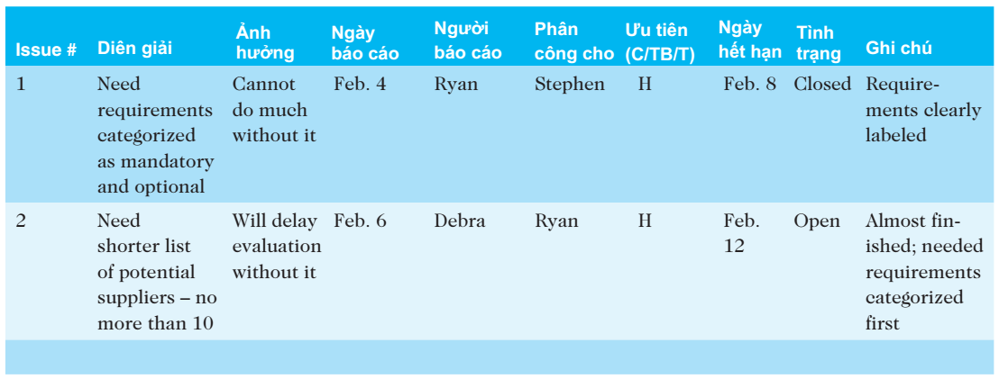 Issue # Diên giải Ảnh hưởng Ngày báo cáo Người báo cáo Phân công cho Ưu tiên (C/TB/T) Ngày hết hạn Tình trạng Ghi chú
1 Need Cannot Feb. 4 Ryan Stephen H Feb. 8 Closed Require-
requirements do much ments clearly
categorized without it labeled
as mandatory
and optional
2 Need Will delay Feb. 6 Debra Ryan H Feb. Open Almost fin-
shorter list evaluation 12 ished; needed
of potential without it requirements
suppliers – no categorized
more than 10 first